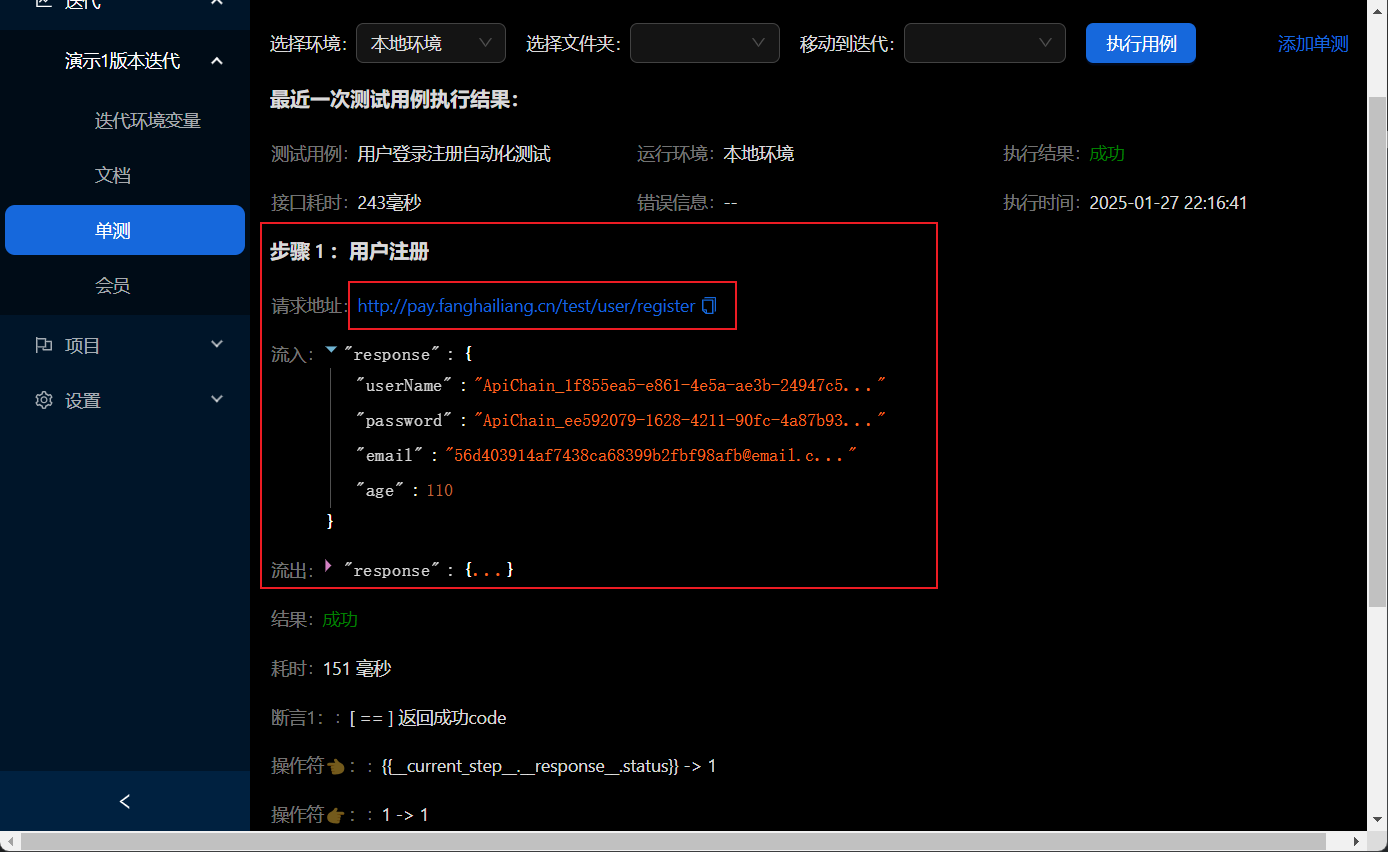 迭代
演示1版本迭代
迭代环境变量
文档
单测
会员
项目
设置
选择环境: 本地环境 选择文件夹: 移动到迭代: 执行用例 添加单测
最近一次测试用例执行结果:
测试用例: 用户登录注册自动化测试 运行环境: 本地环境 执行结果: 成功
接口耗时: 243毫秒 错误信息: -- 执行时间: 2025-01-27 22:16:41
步骤 1 : 用户注册
请求地址: http://pay.fanghailiang.cn/test/user/register
流入: "response" : {
"userName" : "ApiChain_1f855ea5-e861-4e5a-ae3b-24947c5..."
"password" : "ApiChain_ee592079-1628-4211-90fc-4a87b93..."
"email" : "56d403914af7438ca68399b2fbf98afb@email.c..."
"age" : 110
}
流出: "response" : {...}
结果: 成功
耗时: 151 毫秒
断言1: : [ == ] 返回成功code
操作符👈: : {{__current_step__.__response__.status}} -> 1
操作符👉: : 1 -> 1